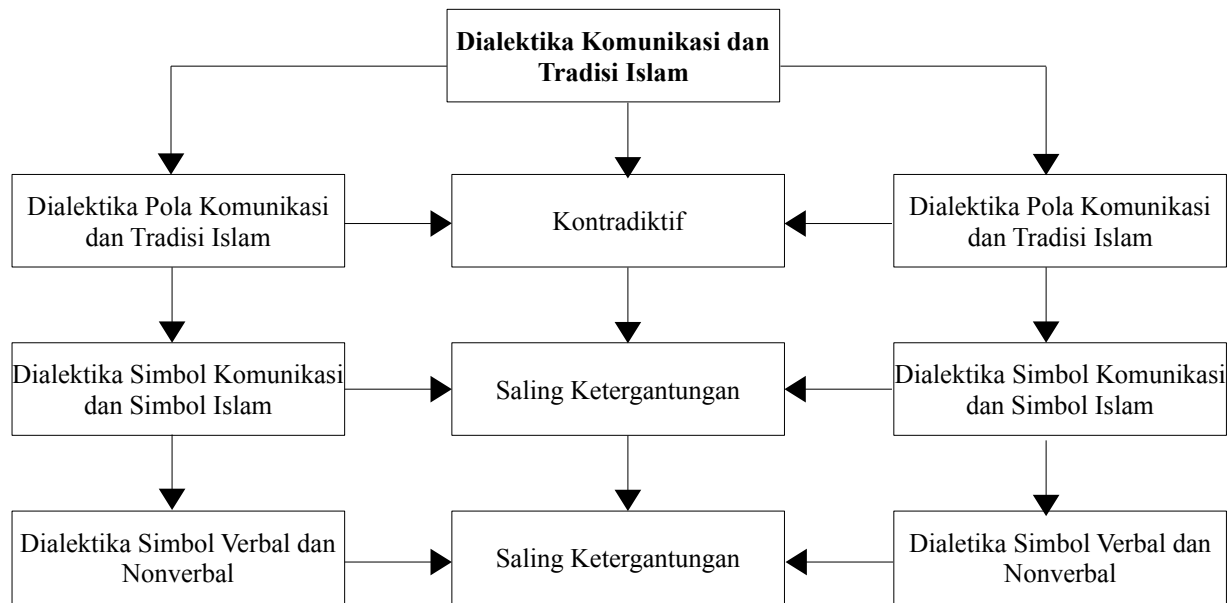 Dialektika Komunikasi dan
Tradisi Islam
Dialektika Pola Komunikasi
dan Tradisi Islam
Kontradiktif
Dialektika Pola Komunikasi
dan Tradisi Islam
Dialektika Simbol Komunikasi
dan Simbol Islam
Saling Ketergantungan
Dialektika Simbol Komunikasi
dan Simbol Islam
Dialektika Simbol Verbal dan
Nonverbal
Saling Ketergantungan
Dialetika Simbol Verbal dan
Nonverbal